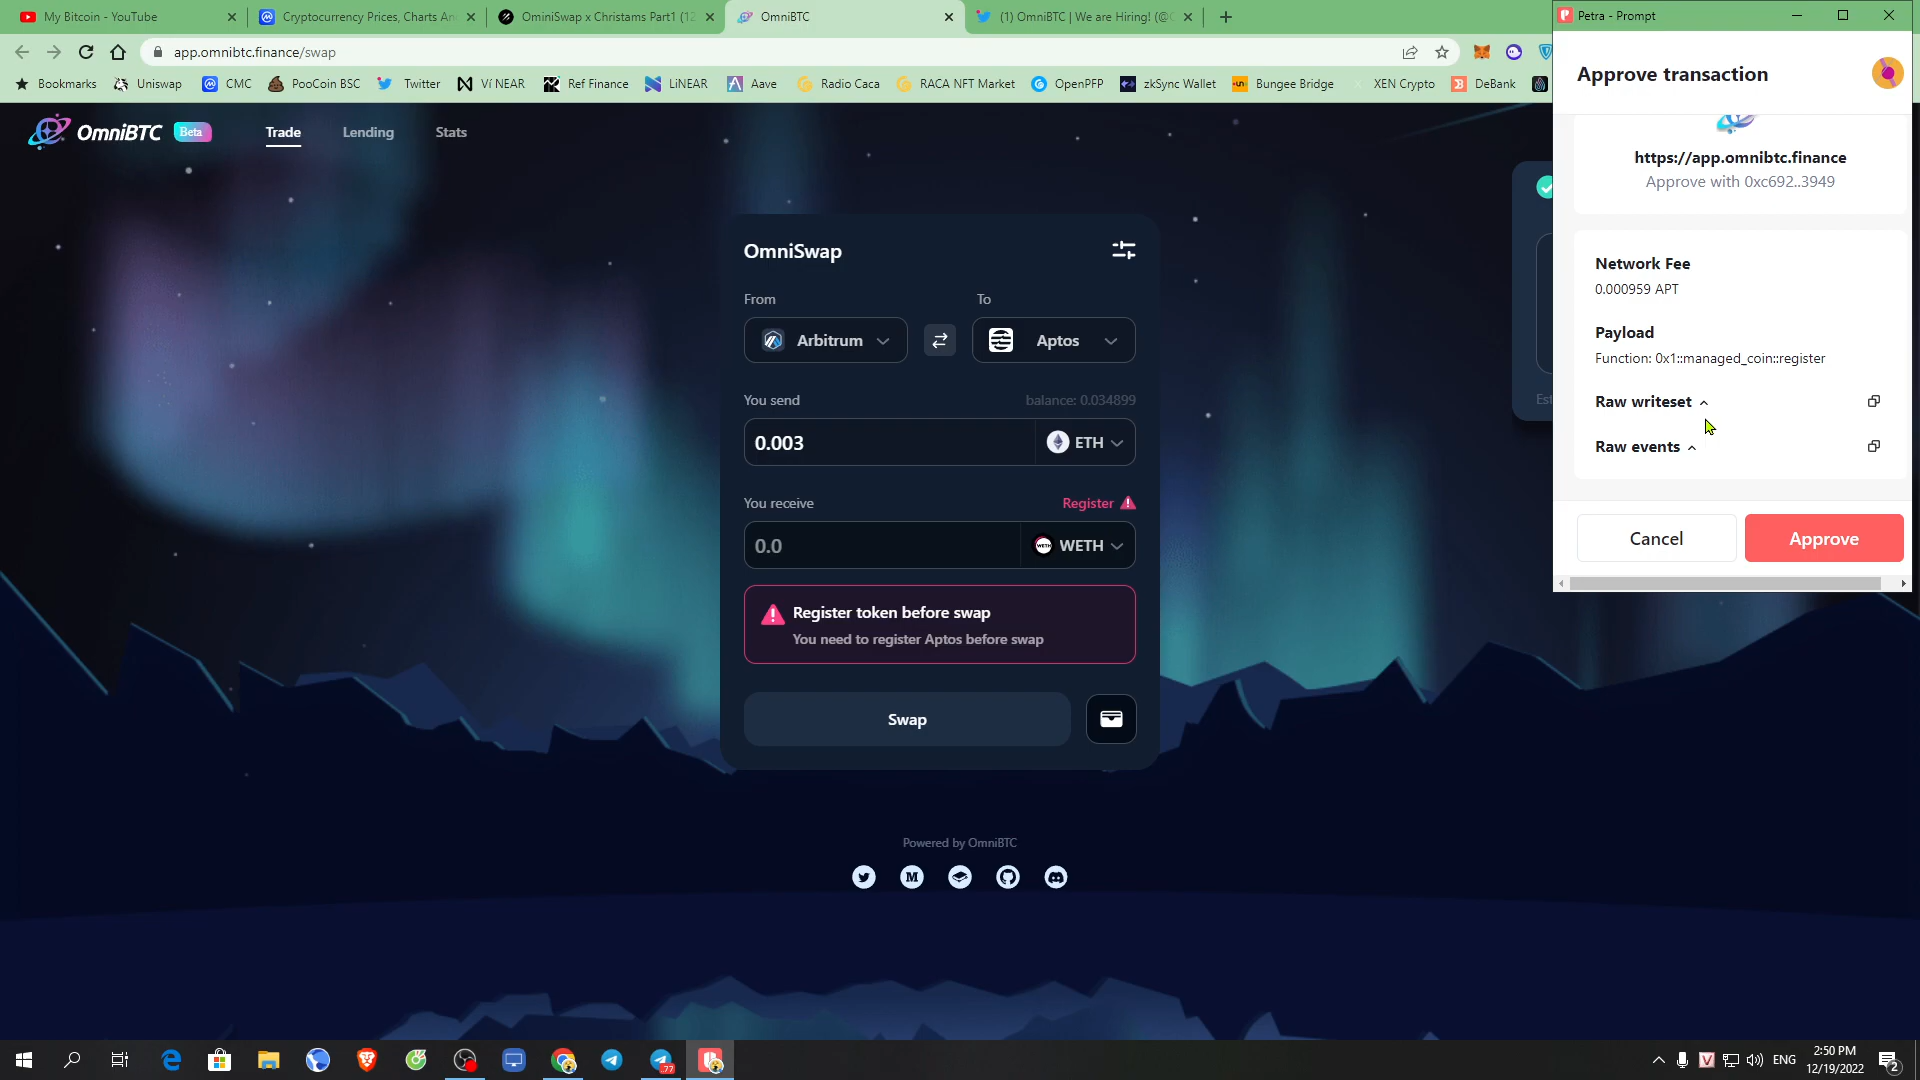 My Bitcoin - YouTube
Cryptocurrency Prices, Charts An
OminiSwap x Christams Part1 (12
OmniBTC
(1) OmniBTC | We are Hiring! (@O
Petra - Prompt
app.omnibtc.finance/swap
Bookmarks
Uniswap
CMC
PooCoin BSC
Twitter
Ví NEAR
Ref Finance
LiNEAR
Aave
Radio Caca
RACA NFT Market
OpenPFP
zkSync Wallet
Bungee Bridge
XEN Crypto
DeBank
OmniBTC
Beta
Trade
Lending
Stats
Approve transaction
https://app.omnibtc.finance
Approve with 0xc692..3949
Network Fee
0.000959 APT
Payload
Function: 0x1::managed_coin::register
Raw writeset
Raw events
Cancel
Approve
OmniSwap
From
To
Arbitrum
Aptos
You send
balance: 0.034899
0.003
ETH
You receive
Register
0.0
WETH
Register token before swap
You need to register Aptos before swap
Swap
Est
Powered by OmniBTC
ENG
2:50 PM
12/19/2022
77
2